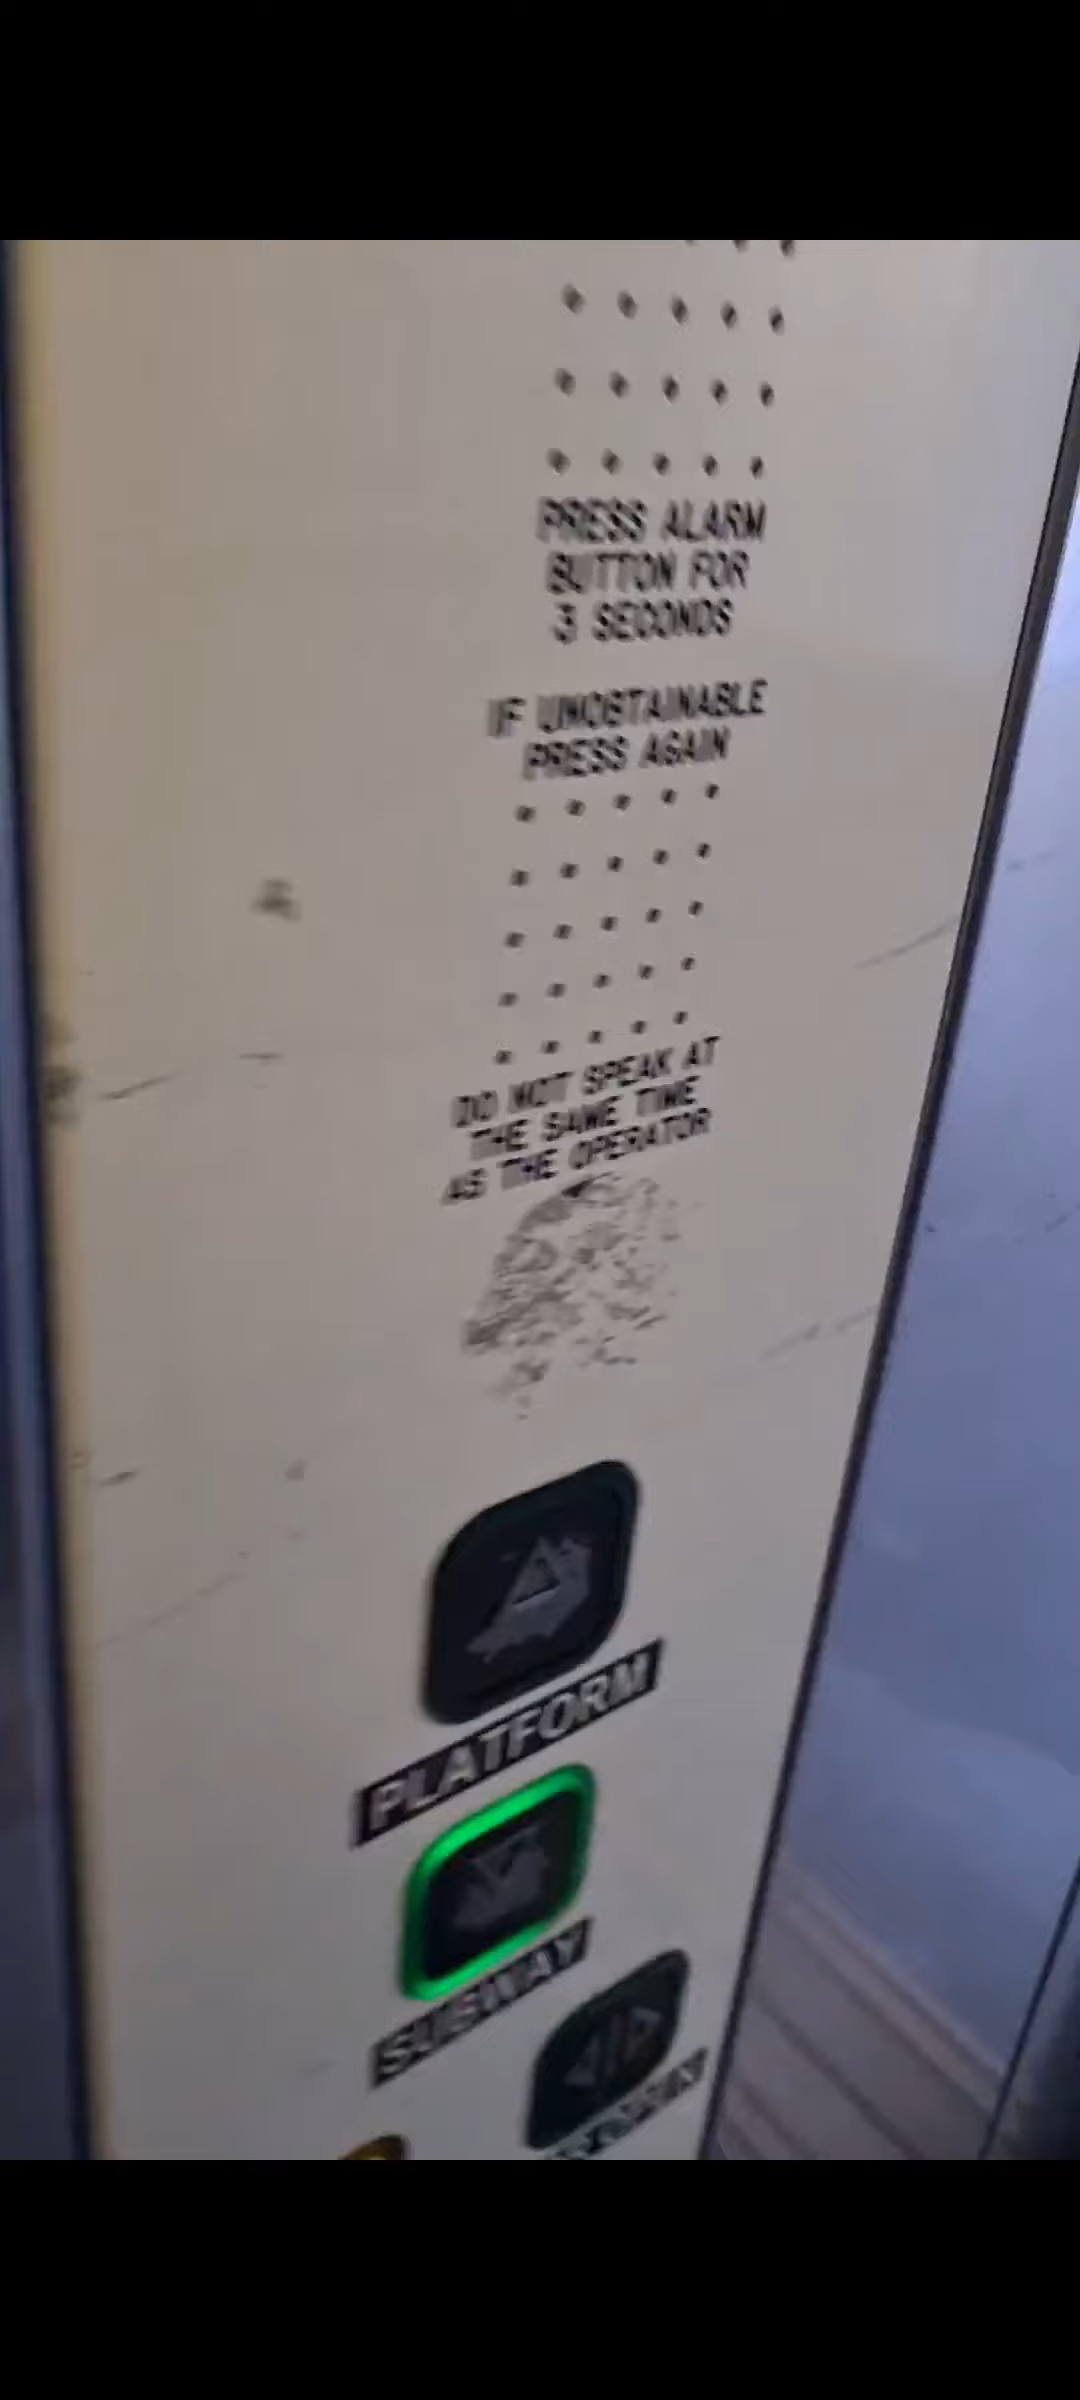 PRESS ALARM
BUTTON FOR
3 SECONDS
IF UNOBTAINABLE
PRESS AGAIN
DO NOT SPEAK AT
THE SAME TIME
AS THE OPERATOR
PLATFORM
SUBWAY